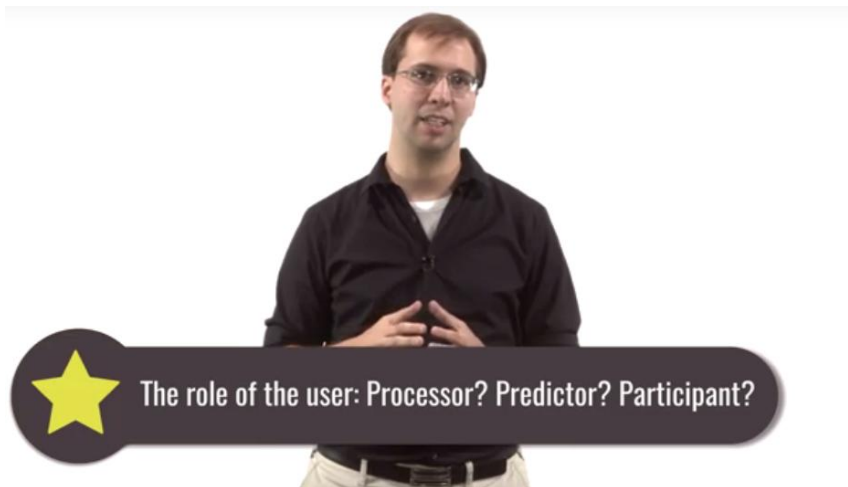 The role of the user: Processor? Predictor? Participant?